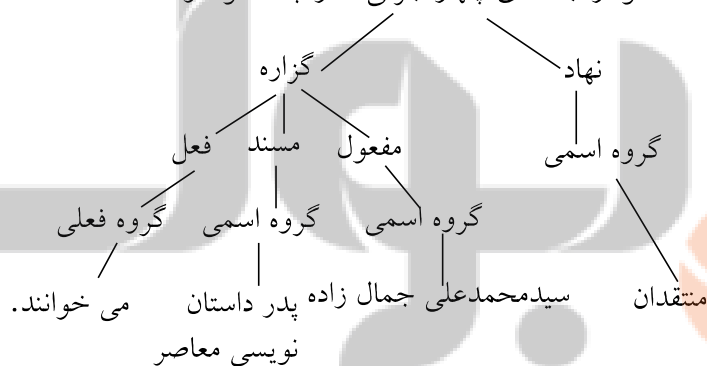 نهاد گزاره
گروه اسمی مفعول مسند فعل
گروه اسمی گروه اسمی گروه فعلی
منتقدان سیدمحمدعلی جمال زاده پدر داستان می خوانند.
نویسی معاصر